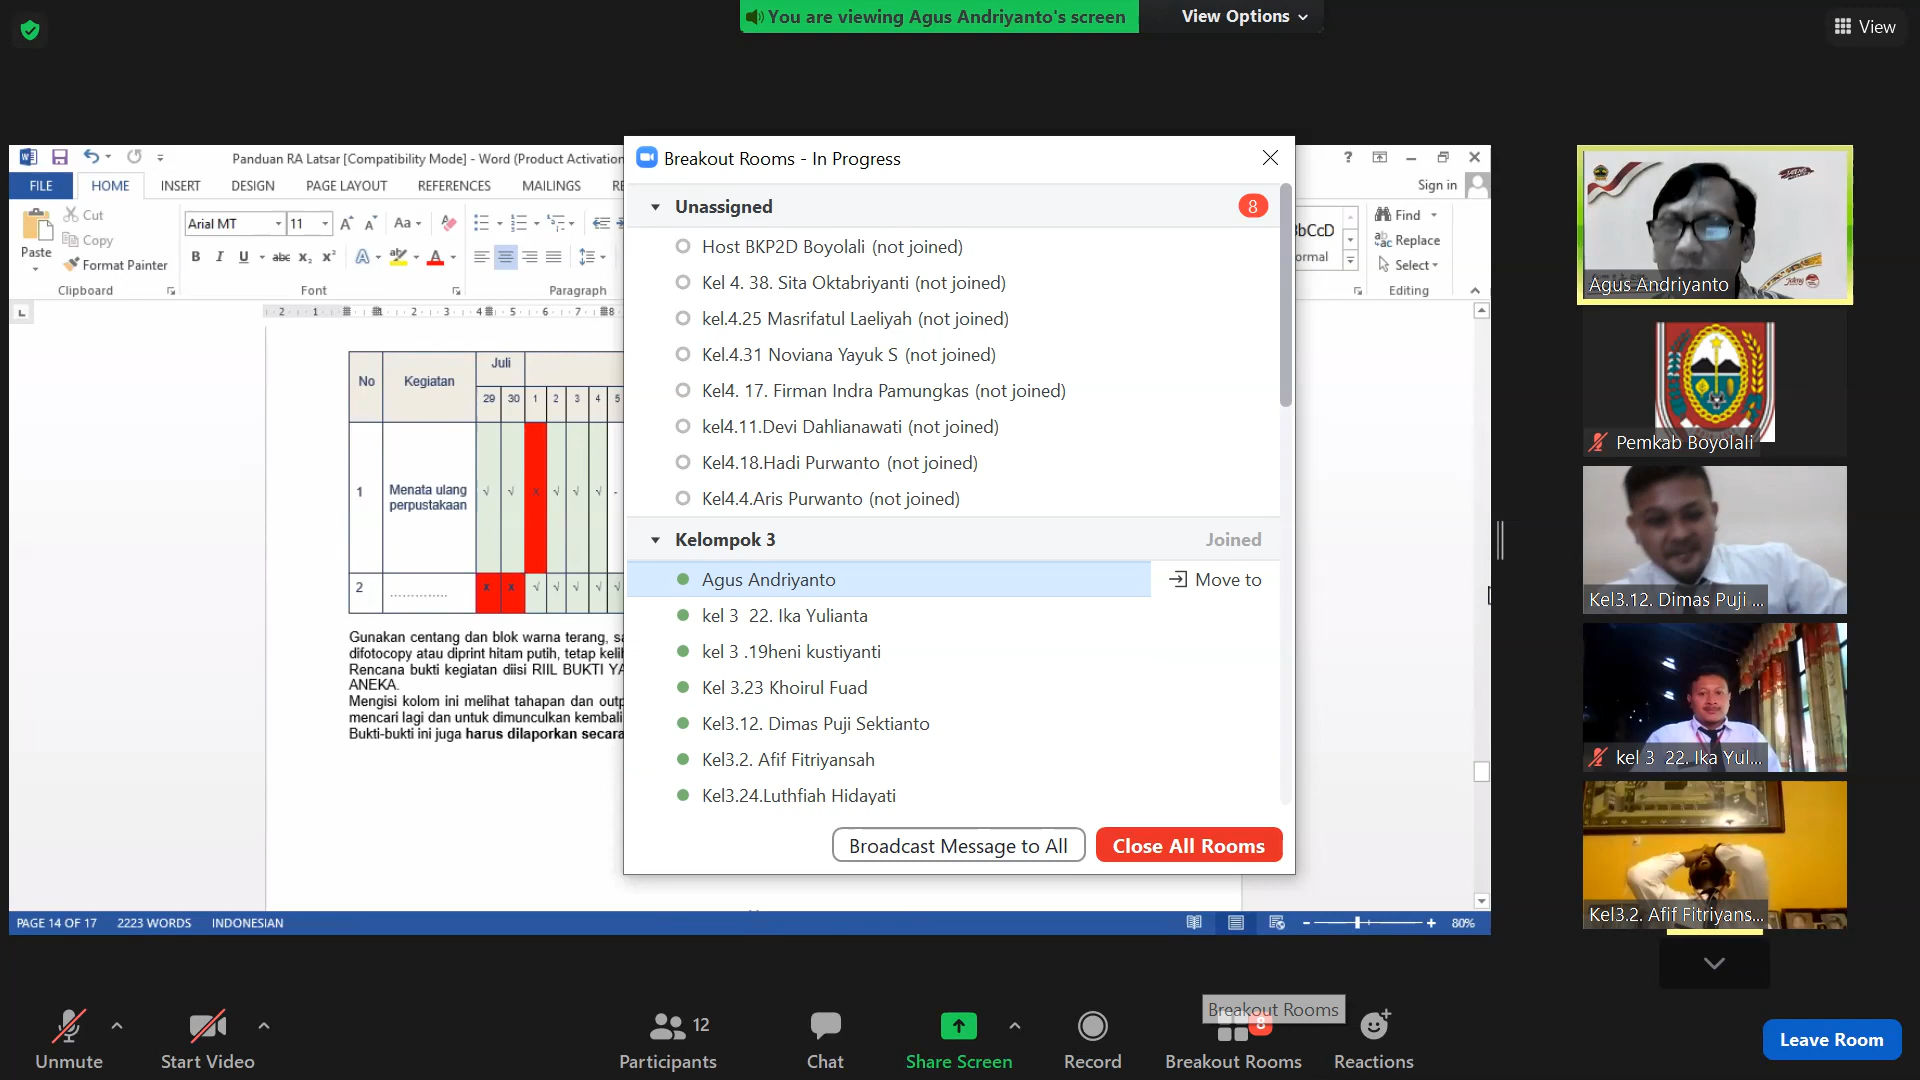 You are viewing Agus Andriyanto's screen
View Options
View
Panduan RA Latsar [Compatibility Mode] - Word (Product Activation
FILE
HOME
INSERT
DESIGN
PAGE LAYOUT
REFERENCES
MAILINGS
RE
Sign in
Cut
Copy
Format Painter
Paste
Clipboard
Arial MT
11
Font
Paragraph
bCcD
ormal
Find
Replace
Select
Editing
No
Kegiatan
Juli
29 30 1 2 3 4 5
1
Menata ulang
perpustakaan
√ √ x √ √ √ -
2
..............
x x √ √ √ √ √
Gunakan centang dan blok warna terang, sa
difotocopy atau diprint hitam putih, tetap kelih
Rencana bukti kegiatan diisi RIIL BUKTI YA
ANEKA.
Mengisi kolom ini melihat tahapan dan outp
mencari lagi dan untuk dimunculkan kembali
Bukti-bukti ini juga harus dilaporkan secara
PAGE 14 OF 17
2223 WORDS
INDONESIAN
80%
Breakout Rooms - In Progress
Unassigned
8
Host BKP2D Boyolali (not joined)
Kel 4. 38. Sita Oktabriyanti (not joined)
kel.4.25 Masrifatul Laeliyah (not joined)
Kel.4.31 Noviana Yayuk S (not joined)
Kel4. 17. Firman Indra Pamungkas (not joined)
kel4.11.Devi Dahlianawati (not joined)
Kel4.18.Hadi Purwanto (not joined)
Kel4.4.Aris Purwanto (not joined)
Kelompok 3
Joined
Agus Andriyanto
Move to
kel 3 22. Ika Yulianta
kel 3 .19heni kustiyanti
Kel 3.23 Khoirul Fuad
Kel3.12. Dimas Puji Sektianto
Kel3.2. Afif Fitriyansah
Kel3.24.Luthfiah Hidayati
Broadcast Message to All
Close All Rooms
Agus Andriyanto
Pemkab Boyolali
Kel3.12. Dimas Puji ...
kel 3 22. Ika Yul...
Kel3.2. Afif Fitriyans...
Breakout Rooms
Unmute
Start Video
12
Participants
Chat
Share Screen
Record
8
Breakout Rooms
Reactions
Leave Room